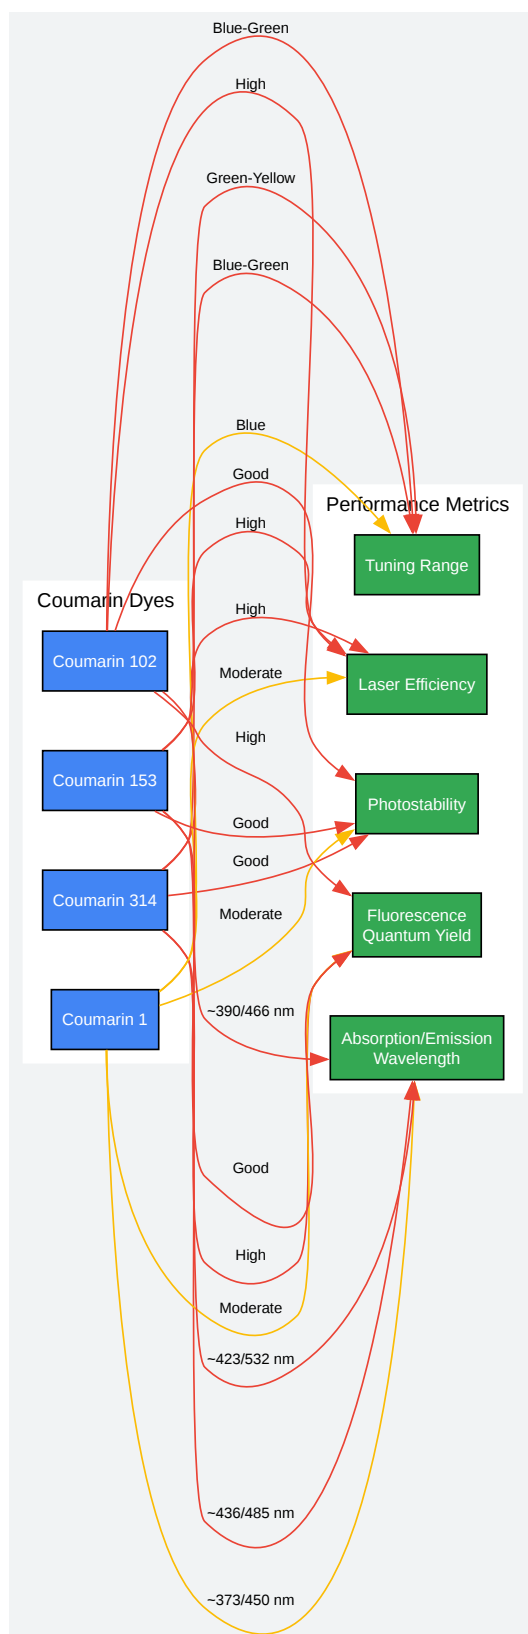 Blue-Green
High
Green-Yellow
Blue-Green
Blue
Good
High
Performance Metrics
Tuning Range
Coumarin Dyes
High
Coumarin 102
Moderate
Laser Efficiency
High
Coumarin 153
Photostability
Good
Good
Coumarin 314
Moderate
Fluorescence
Quantum Yield
Coumarin 1
~390/466 nm
Absorption/Emission
Wavelength
Good
High
Moderate
~423/532 nm
~436/485 nm
~373/450 nm